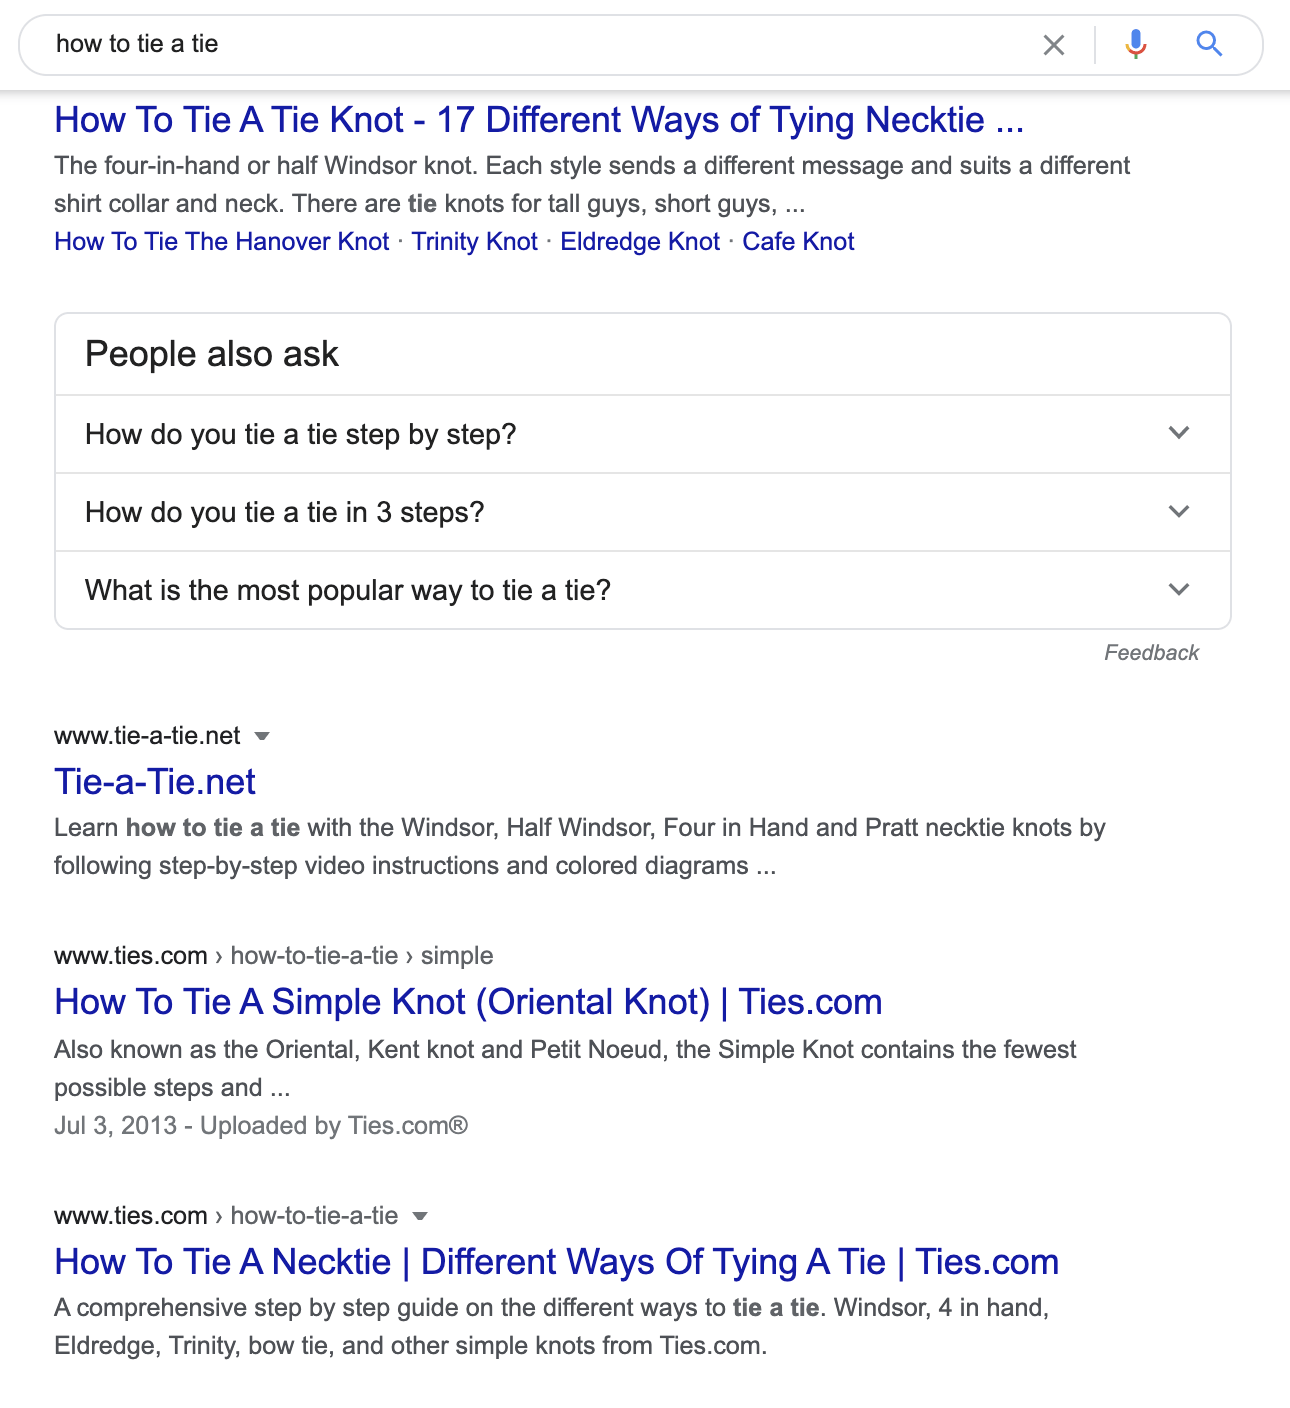 how to tie a tie
How To Tie A Tie Knot - 17 Different Ways of Tying Necktie ...
The four-in-hand or half Windsor knot. Each style sends a different message and suits a different
shirt collar and neck. There are tie knots for tall guys, short guys, ...
How To Tie The Hanover Knot · Trinity Knot · Eldredge Knot · Cafe Knot
People also ask
How do you tie a tie step by step?
How do you tie a tie in 3 steps?
What is the most popular way to tie a tie?
Feedback
www.tie-a-tie.net
Tie-a-Tie.net
Learn how to tie a tie with the Windsor, Half Windsor, Four in Hand and Pratt necktie knots by
following step-by-step video instructions and colored diagrams ...
www.ties.com › how-to-tie-a-tie › simple
How To Tie A Simple Knot (Oriental Knot) | Ties.com
Also known as the Oriental, Kent knot and Petit Noeud, the Simple Knot contains the fewest
possible steps and ...
Jul 3, 2013 - Uploaded by Ties.com®
www.ties.com › how-to-tie-a-tie
How To Tie A Necktie | Different Ways Of Tying A Tie | Ties.com
A comprehensive step by step guide on the different ways to tie a tie. Windsor, 4 in hand,
Eldredge, Trinity, bow tie, and other simple knots from Ties.com.